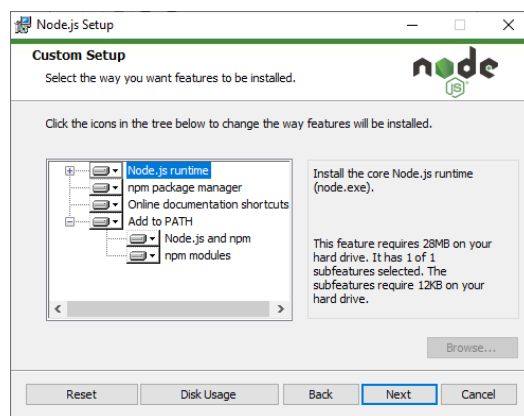 Node.js Setup
Custom Setup
Select the way you want features to be installed.
node
JS
Click the icons in the tree below to change the way features will be installed.
Node.js runtime
npm package manager
Online documentation shortcuts
Add to PATH
Node.js and npm
npm modules
Install the core Node.js runtime
(node.exe).
This feature requires 28MB on your
hard drive. It has 1 of 1
subfeatures selected. The
subfeatures require 12KB on your
hard drive.
Browse...
Reset
Disk Usage
Back
Next
Cancel